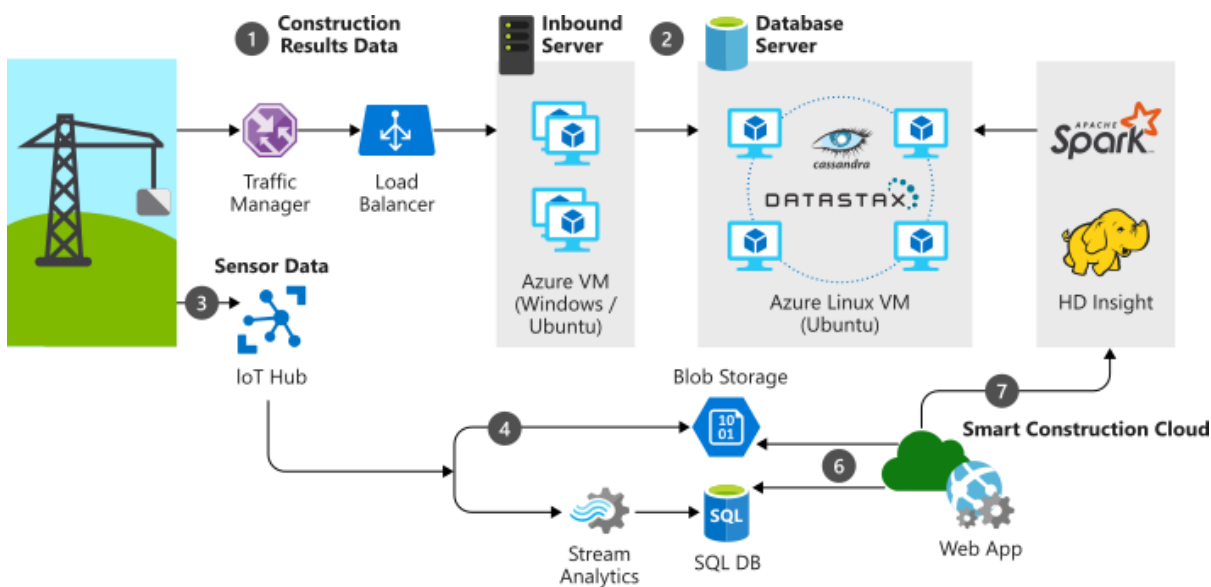 1
Construction
Results Data
Inbound
Server
2
Database
Server
Traffic
Manager
Load
Balancer
Azure VM
(Windows /
Ubuntu)
cassandra
DATASTAX
Azure Linux VM
(Ubuntu)
APACHE
Spark
HD Insight
Sensor Data
3
IoT Hub
Blob Storage
10
01
4
7
Smart Construction Cloud
6
Stream
Analytics
SQL
SQL DB
Web App